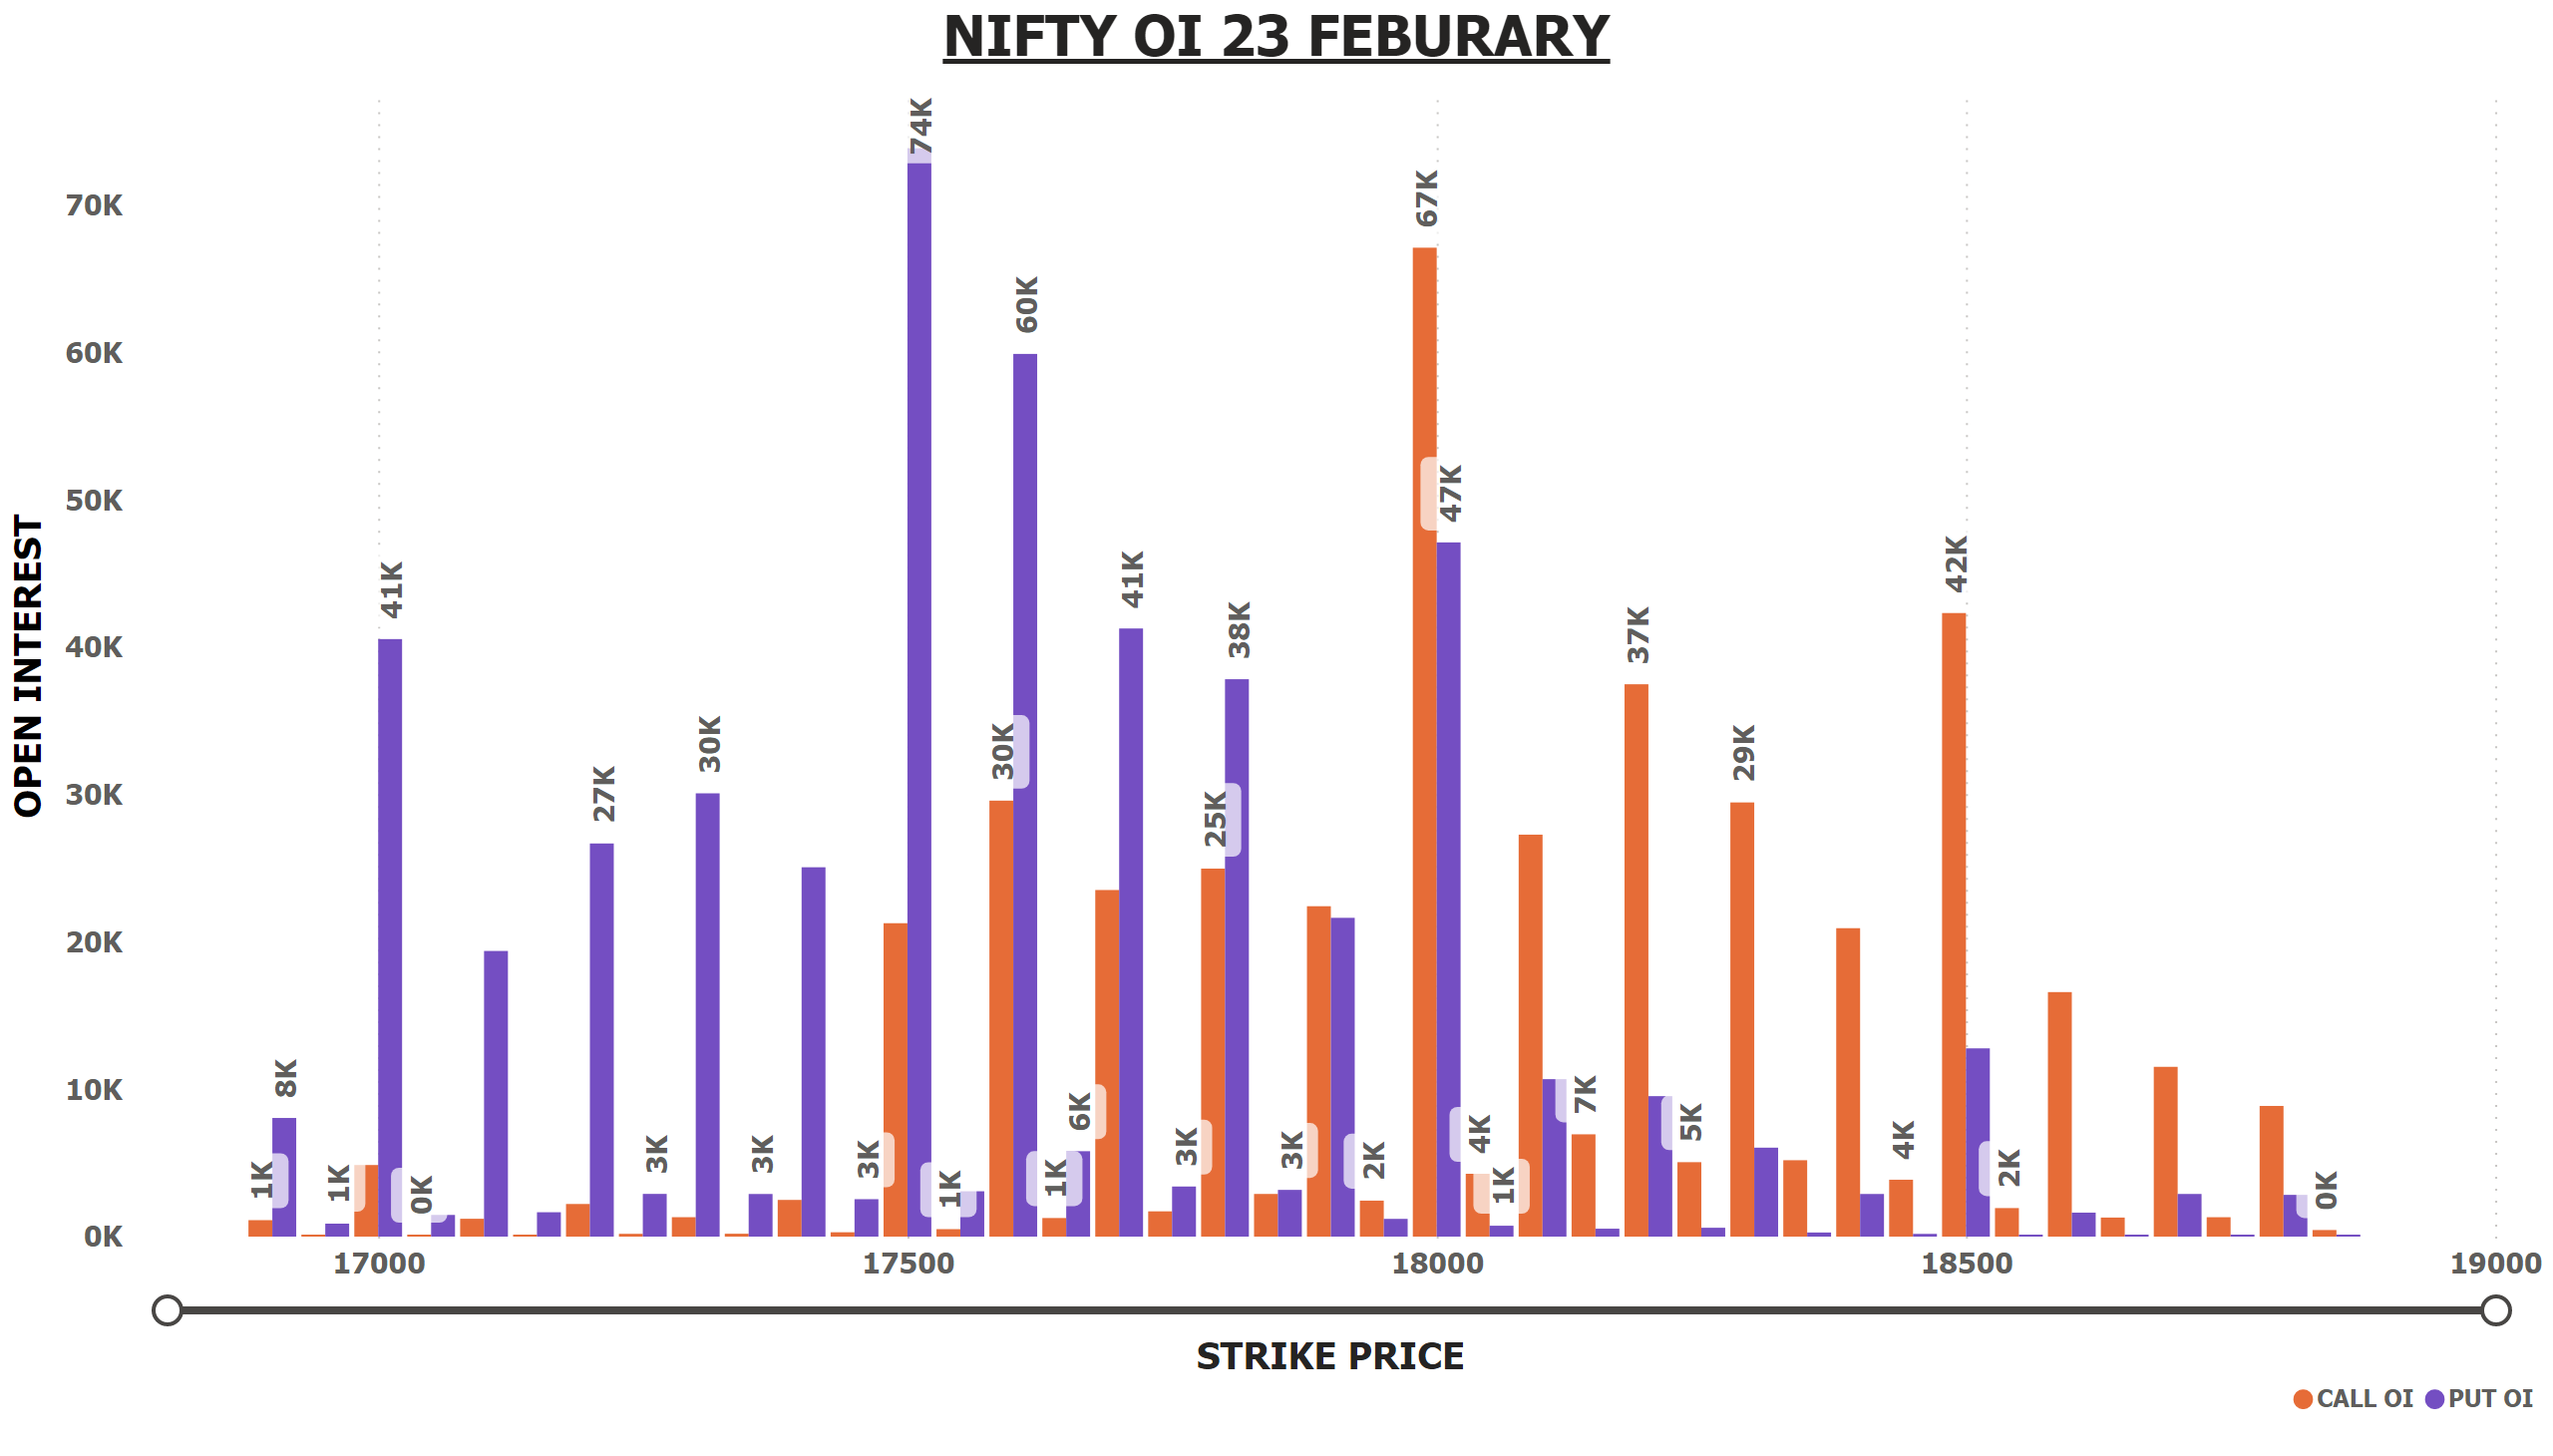 NIFTY OI 23 FEBURARY
OPEN INTEREST
70K
60K
50K
40K
30K
20K
10K
0K
1K
8K
1K
41K
0K
27K
3K
30K
3K
3K
74K
1K
30K
60K
1K
6K
41K
3K
25K
38K
3K
2K
67K
47K
4K
1K
7K
37K
5K
29K
4K
42K
2K
0K
17000 17500 18000 18500 19000
STRIKE PRICE
CALL OI PUT OI